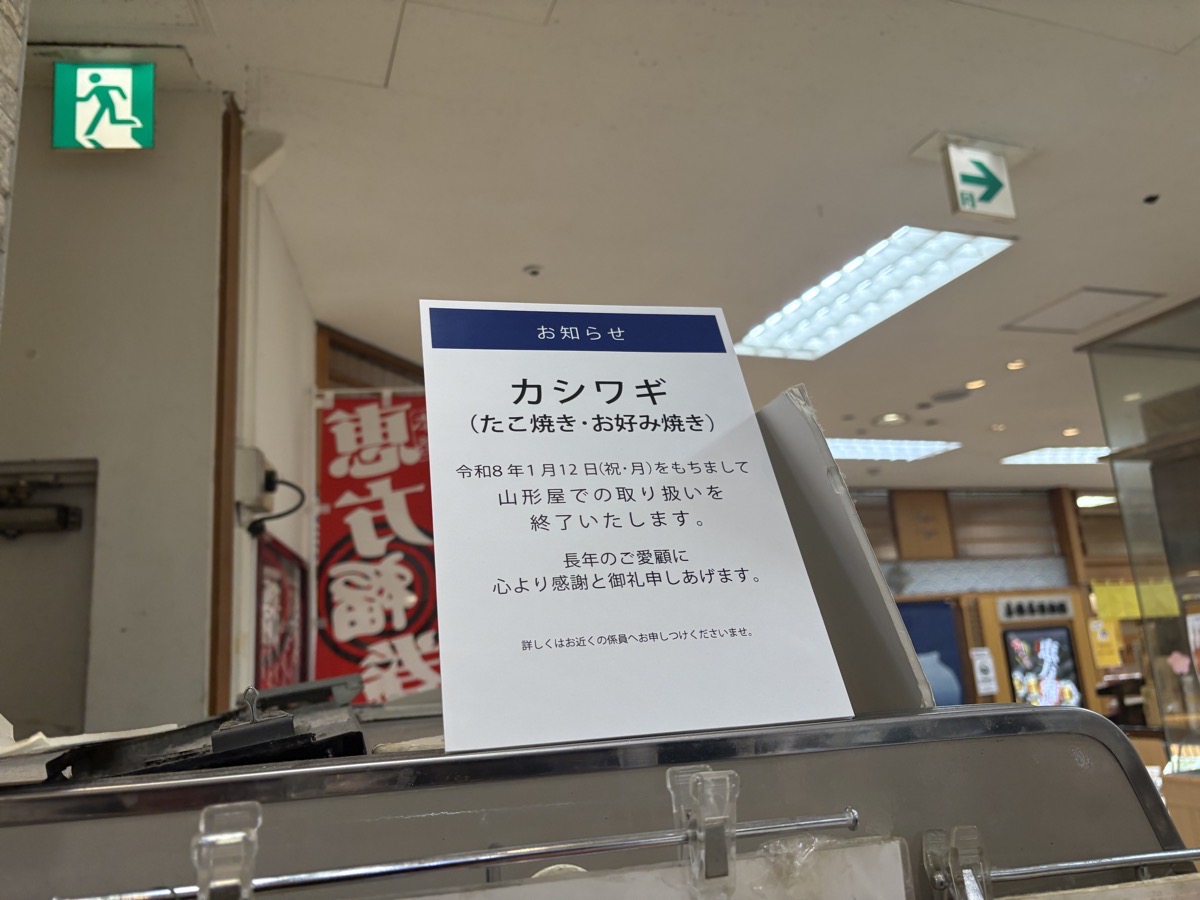 お知らせ
カシワギ
（たこ焼き・お好み焼き）
令和8年1月12日(祝・月)をもちまして
山形屋での取り扱いを
終了いたします。
長年のご愛顧に
心より感謝と御礼申しあげます。
詳しくはお近くの係員へお申しつけくださいませ。
恵方福巻